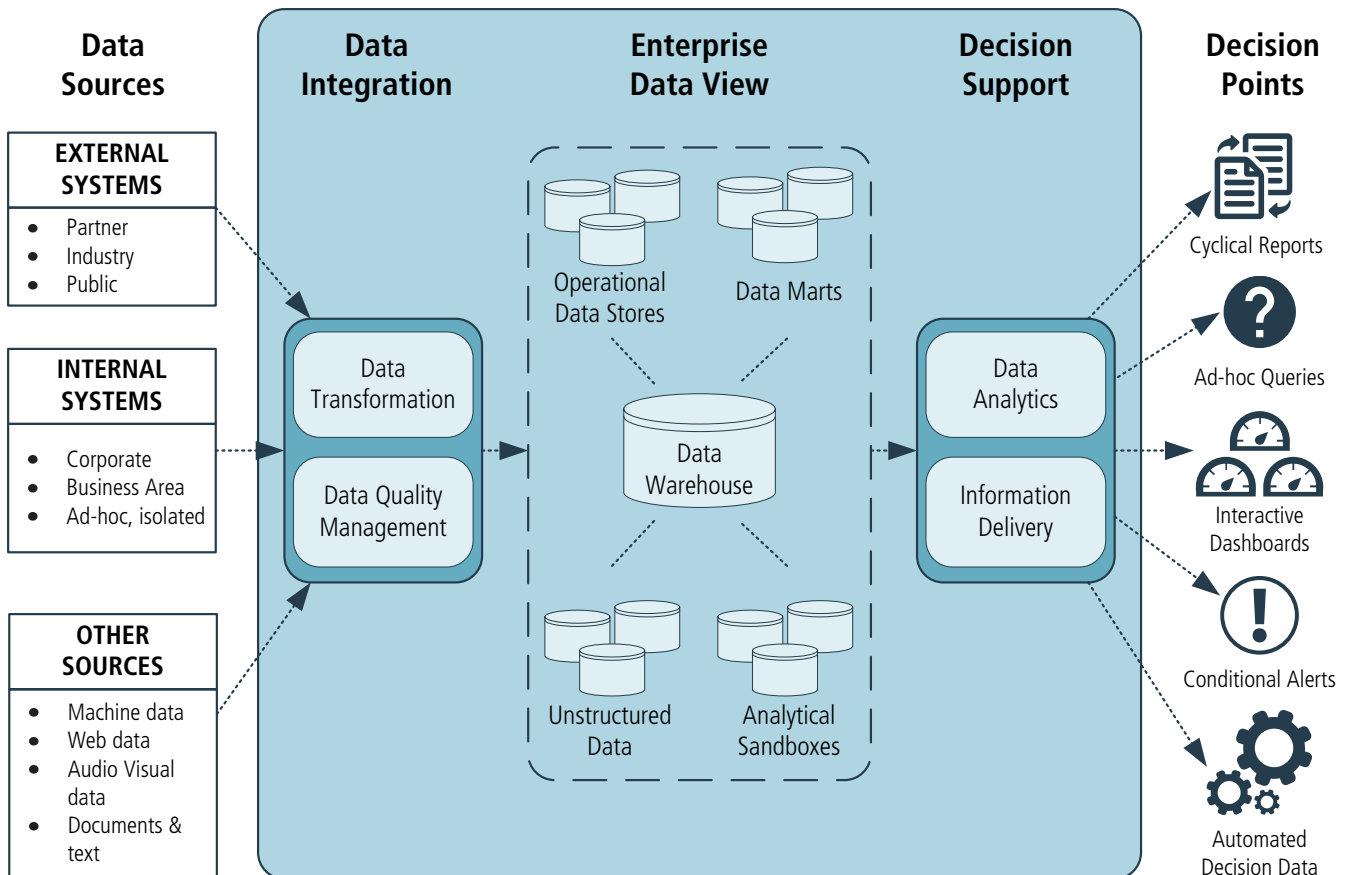 Data
Sources
Data
Integration
Enterprise
Data View
Decision
Support
Decision
Points
EXTERNAL
SYSTEMS
• Partner
• Industry
• Public
INTERNAL
SYSTEMS
• Corporate
• Business Area
• Ad-hoc, isolated
OTHER
SOURCES
• Machine data
• Web data
• Audio Visual
data
• Documents &
text
Data
Transformation
Data Quality
Management
Operational
Data Stores
Data Marts
Data
Warehouse
Unstructured
Data
Analytical
Sandboxes
Data
Analytics
Information
Delivery
Cyclical Reports
?
Ad-hoc Queries
Interactive
Dashboards
!
Conditional Alerts
Automated
Decision Data